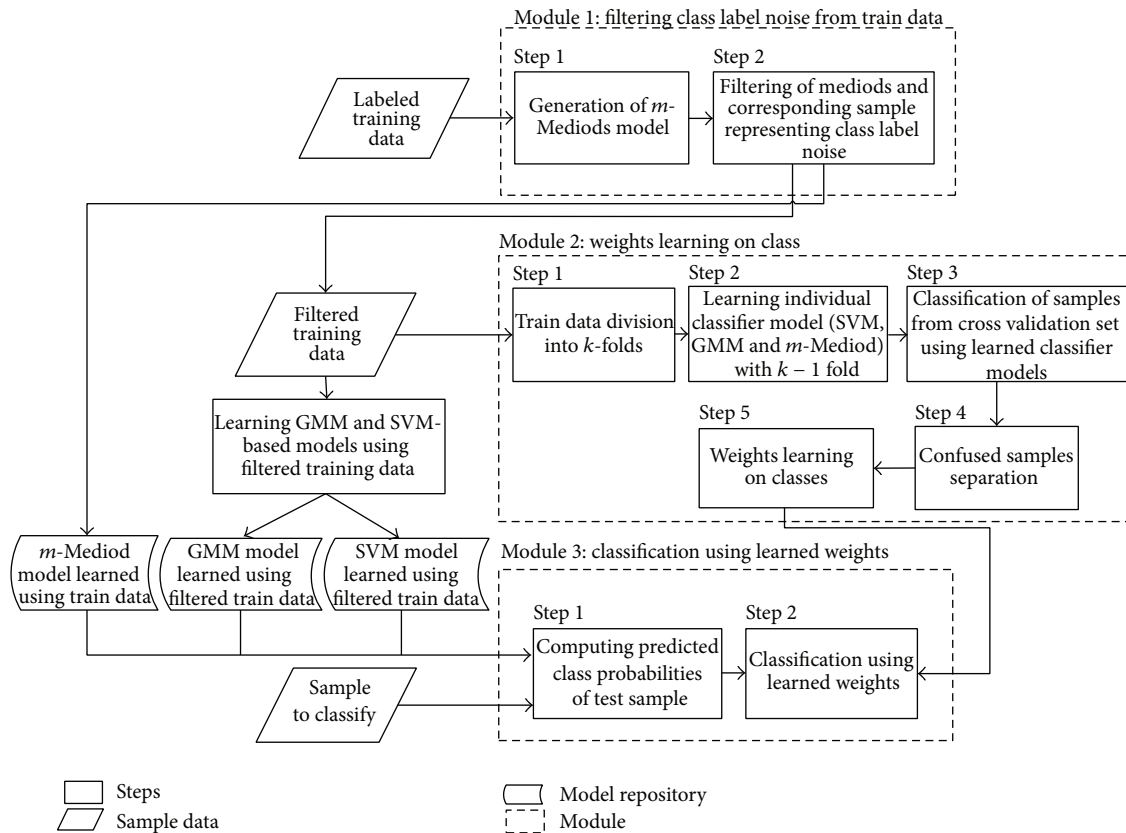 Module 1: filtering class label noise from train data
Step 1
Step 2
Labeled
training
data
Generation of m-
Mediods model
Filtering of mediods and
corresponding sample
representing class label
noise
Module 2: weights learning on class
Step 1
Step 2
Step 3
Filtered
training
data
Train data division
into k-folds
Learning individual
classifier model (SVM,
GMM and m-Mediod)
with k − 1 fold
Classification of samples
from cross validation set
using learned classifier
models
Step 5
Step 4
Learning GMM and SVM-
based models using
filtered training data
Weights learning
on classes
Confused samples
separation
m-Mediod
model learned
using train data
GMM model
learned using
filtered train data
SVM model
learned using
filtered train data
Module 3: classification using learned weights
Step 1
Step 2
Computing predicted
class probabilities
of test sample
Classification using
learned weights
Sample
to classify
Steps
Sample data
Model repository
Module